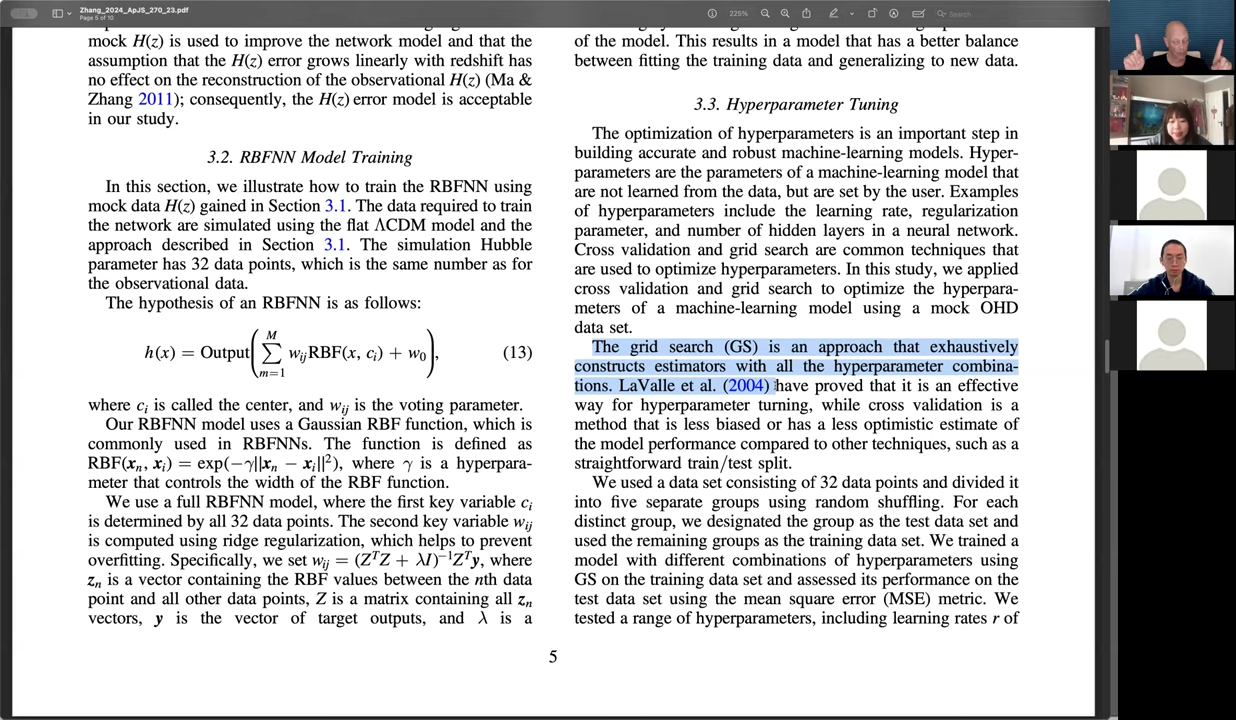 Zhang_2024_ApJS_270_23.pdf
Page 5 of 10
225%
Search
mock H(z) is used to improve the network model and that the
assumption that the H(z) error grows linearly with redshift has
no effect on the reconstruction of the observational H(z) (Ma &
Zhang 2011); consequently, the H(z) error model is acceptable
in our study.
3.2. RBFNN Model Training
In this section, we illustrate how to train the RBFNN using
mock data H(z) gained in Section 3.1. The data required to train
the network are simulated using the flat ΛCDM model and the
approach described in Section 3.1. The simulation Hubble
parameter has 32 data points, which is the same number as for
the observational data.
The hypothesis of an RBFNN is as follows:
h(x) = Output(∑_{m=1}^{M} w_{ij}RBF(x, c_i) + w_0), (13)
where c_i is called the center, and w_{ij} is the voting parameter.
Our RBFNN model uses a Gaussian RBF function, which is
commonly used in RBFNNs. The function is defined as
RBF(x_n, x_i) = exp(−γ||x_n − x_i||²), where γ is a hyperpara-
meter that controls the width of the RBF function.
We use a full RBFNN model, where the first key variable c_i
is determined by all 32 data points. The second key variable w_{ij}
is computed using ridge regularization, which helps to prevent
overfitting. Specifically, we set w_{ij} = (Z^T Z + λI)^{−1}Z^T y, where
z_n is a vector containing the RBF values between the nth data
point and all other data points, Z is a matrix containing all z_n
vectors, y is the vector of target outputs, and λ is a
of the model. This results in a model that has a better balance
between fitting the training data and generalizing to new data.
3.3. Hyperparameter Tuning
The optimization of hyperparameters is an important step in
building accurate and robust machine-learning models. Hyper-
parameters are the parameters of a machine-learning model that
are not learned from the data, but are set by the user. Examples
of hyperparameters include the learning rate, regularization
parameter, and number of hidden layers in a neural network.
Cross validation and grid search are common techniques that
are used to optimize hyperparameters. In this study, we applied
cross validation and grid search to optimize the hyperpara-
meters of a machine-learning model using a mock OHD
data set.
The grid search (GS) is an approach that exhaustively
constructs estimators with all the hyperparameter combina-
tions. LaValle et al. (2004) have proved that it is an effective
way for hyperparameter turning, while cross validation is a
method that is less biased or has a less optimistic estimate of
the model performance compared to other techniques, such as a
straightforward train/test split.
We used a data set consisting of 32 data points and divided it
into five separate groups using random shuffling. For each
distinct group, we designated the group as the test data set and
used the remaining groups as the training data set. We trained a
model with different combinations of hyperparameters using
GS on the training data set and assessed its performance on the
test data set using the mean square error (MSE) metric. We
tested a range of hyperparameters, including learning rates r of
5